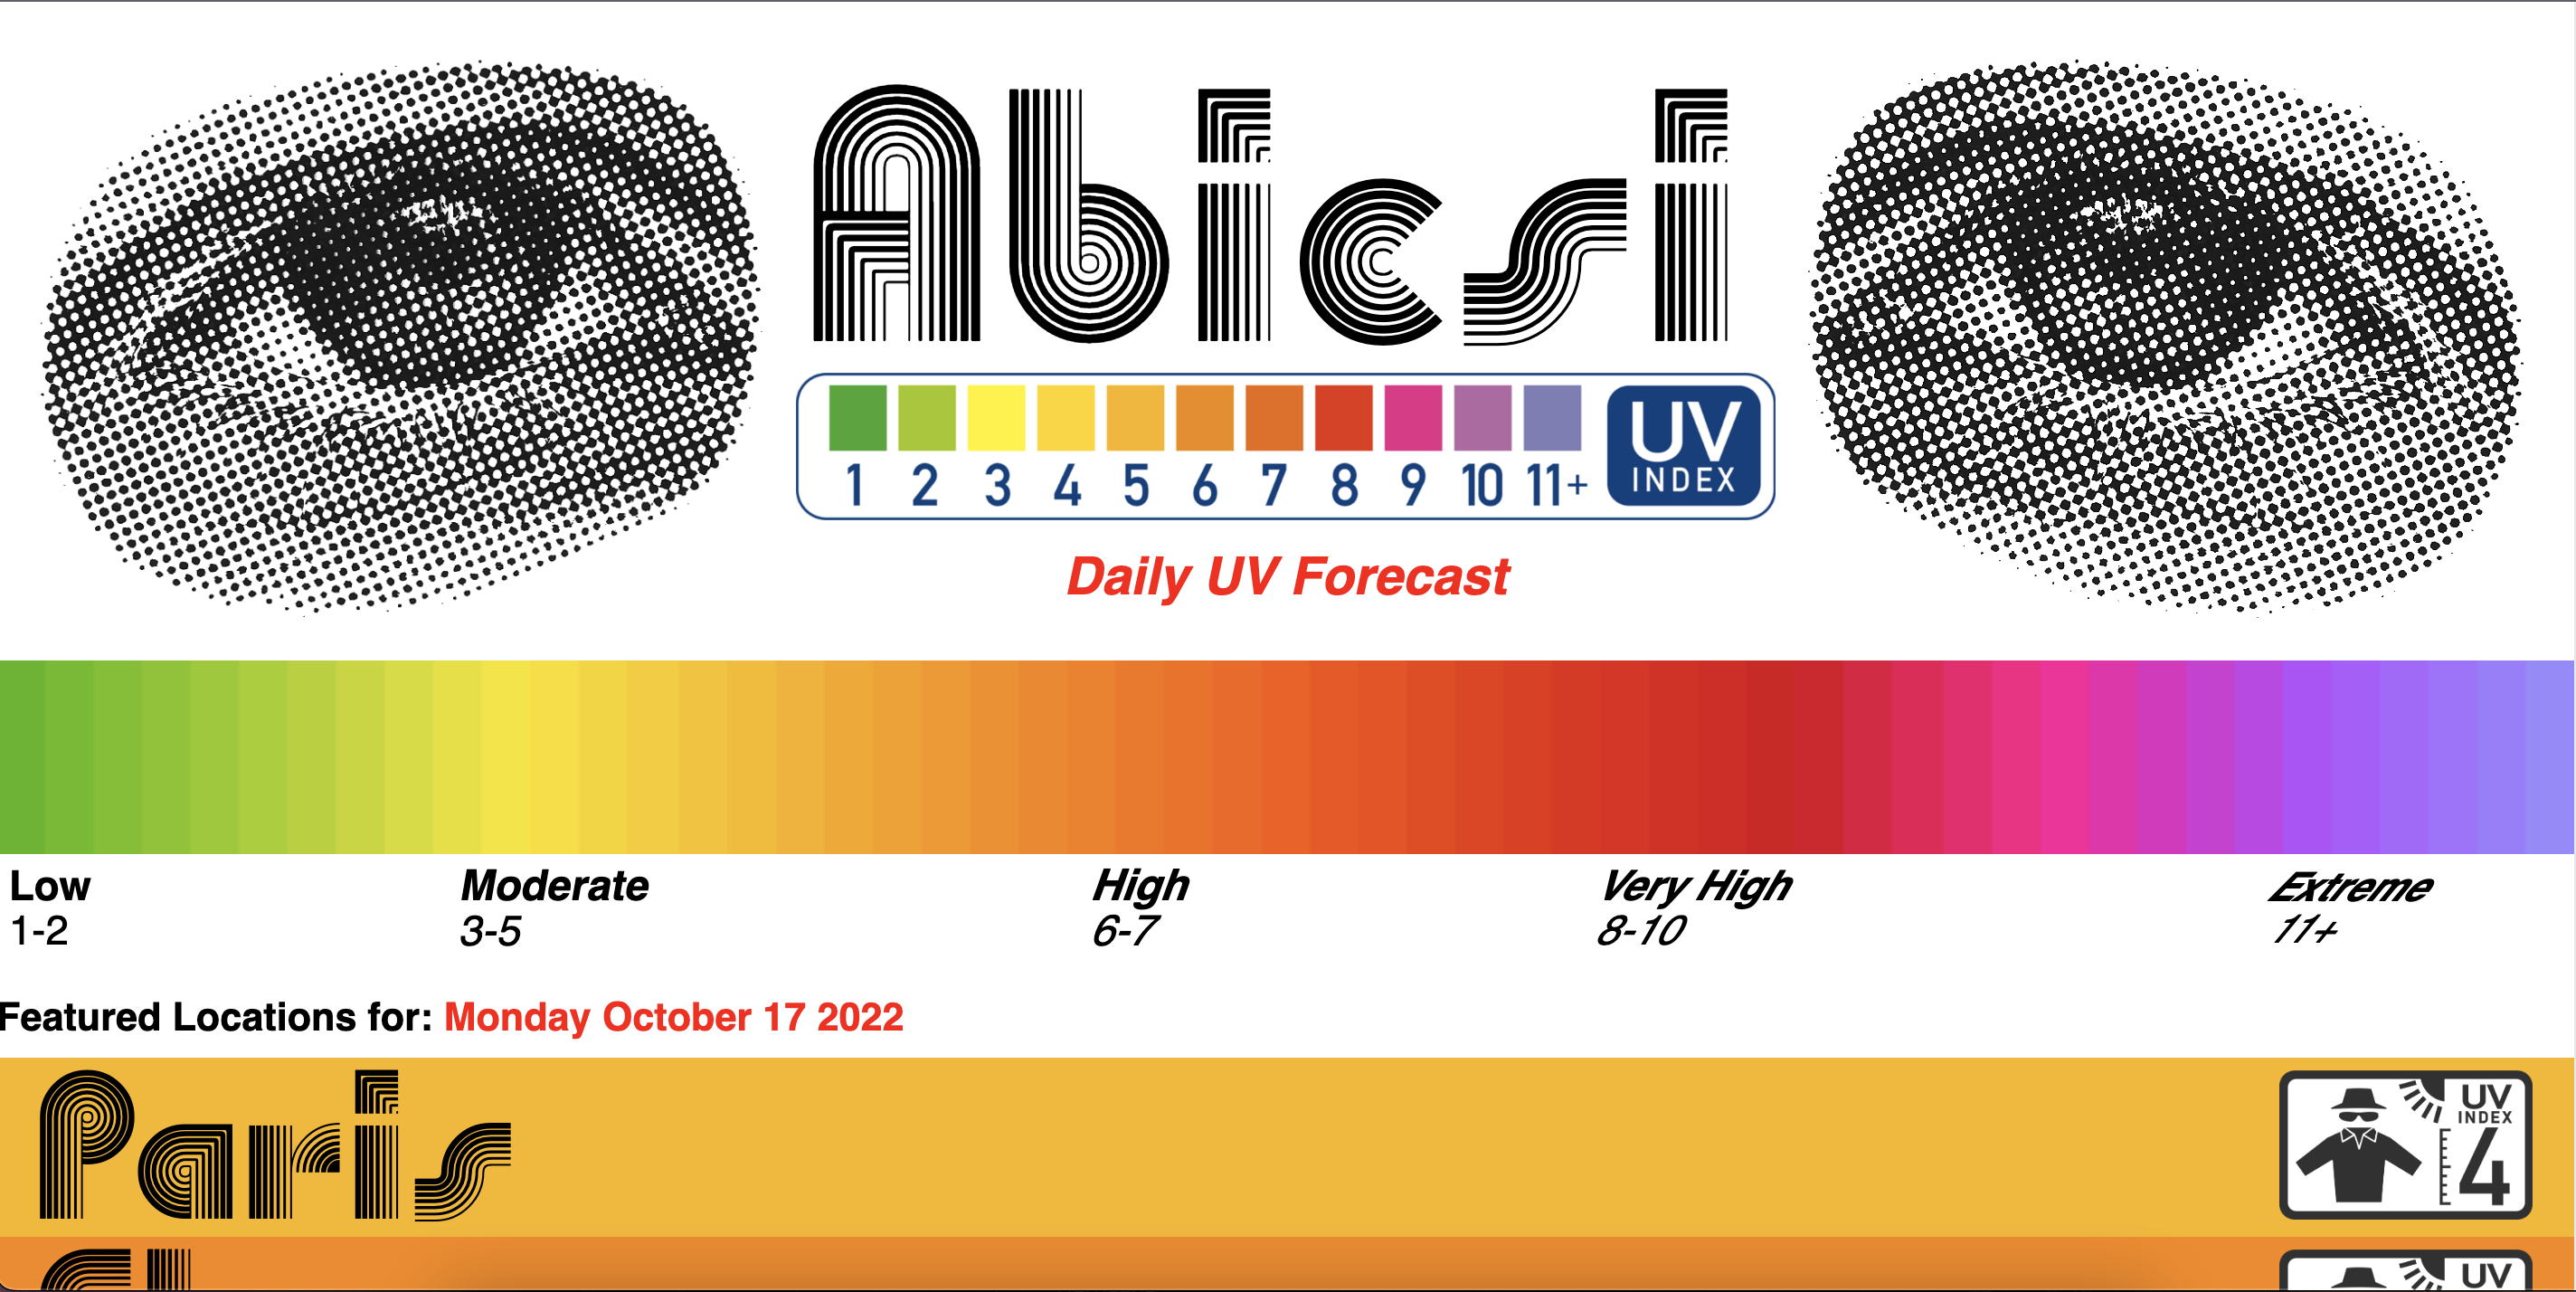 Abicsi
1 2 3 4 5 6 7 8 9 10 11+
UV
INDEX
Daily UV Forecast
Low
1-2
Moderate
3-5
High
6-7
Very High
8-10
Extreme
11+
Featured Locations for: Monday October 17 2022
Paris
UV
INDEX
4
UV